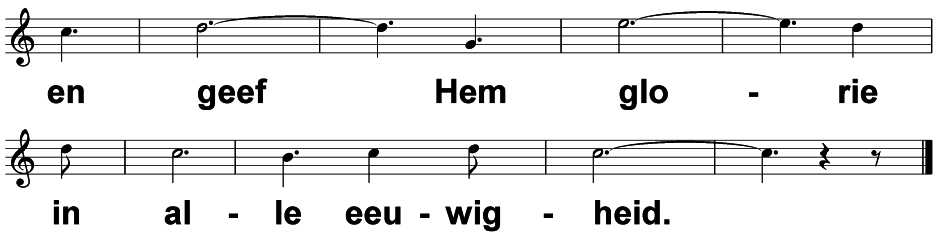 en geef Hem glo - rie
in al - le eeu - wig - heid.